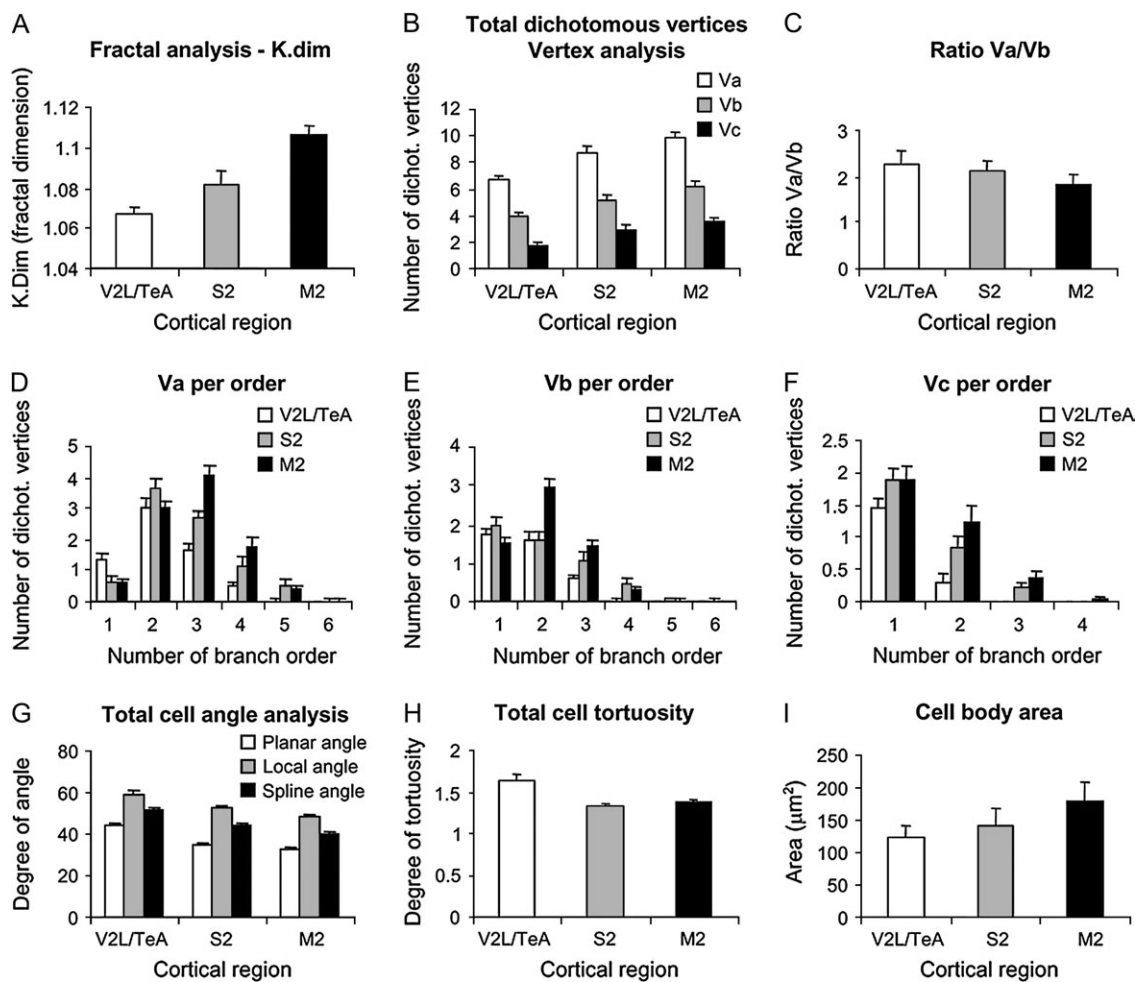 A
Fractal analysis - K.dim
K.Dim (fractal dimension)
1.12
1.1
1.08
1.06
1.04
V2L/TeA S2 M2
Cortical region
B
Total dichotomous vertices
Vertex analysis
Va
Vb
Vc
Number of dichot. vertices
12
10
8
6
4
2
0
V2L/TeA S2 M2
Cortical region
C
Ratio Va/Vb
Ratio Va/Vb
3
2
1
0
V2L/TeA S2 M2
Cortical region
D
Va per order
V2L/TeA
S2
M2
Number of dichot. vertices
5
4
3
2
1
0
1 2 3 4 5 6
Number of branch order
E
Vb per order
V2L/TeA
S2
M2
Number of dichot. vertices
4
3
2
1
0
1 2 3 4 5 6
Number of branch order
F
Vc per order
V2L/TeA
S2
M2
Number of dichot. vertices
2.5
2
1.5
1
0.5
0
1 2 3 4
Number of branch order
G
Total cell angle analysis
Planar angle
Local angle
Spline angle
Degree of angle
80
60
40
20
0
V2L/TeA S2 M2
Cortical region
H
Total cell tortuosity
Degree of tortuosity
2
1.5
1
0.5
0
V2L/TeA S2 M2
Cortical region
I
Cell body area
Area (µm²)
250
200
150
100
50
0
V2L/TeA S2 M2
Cortical region